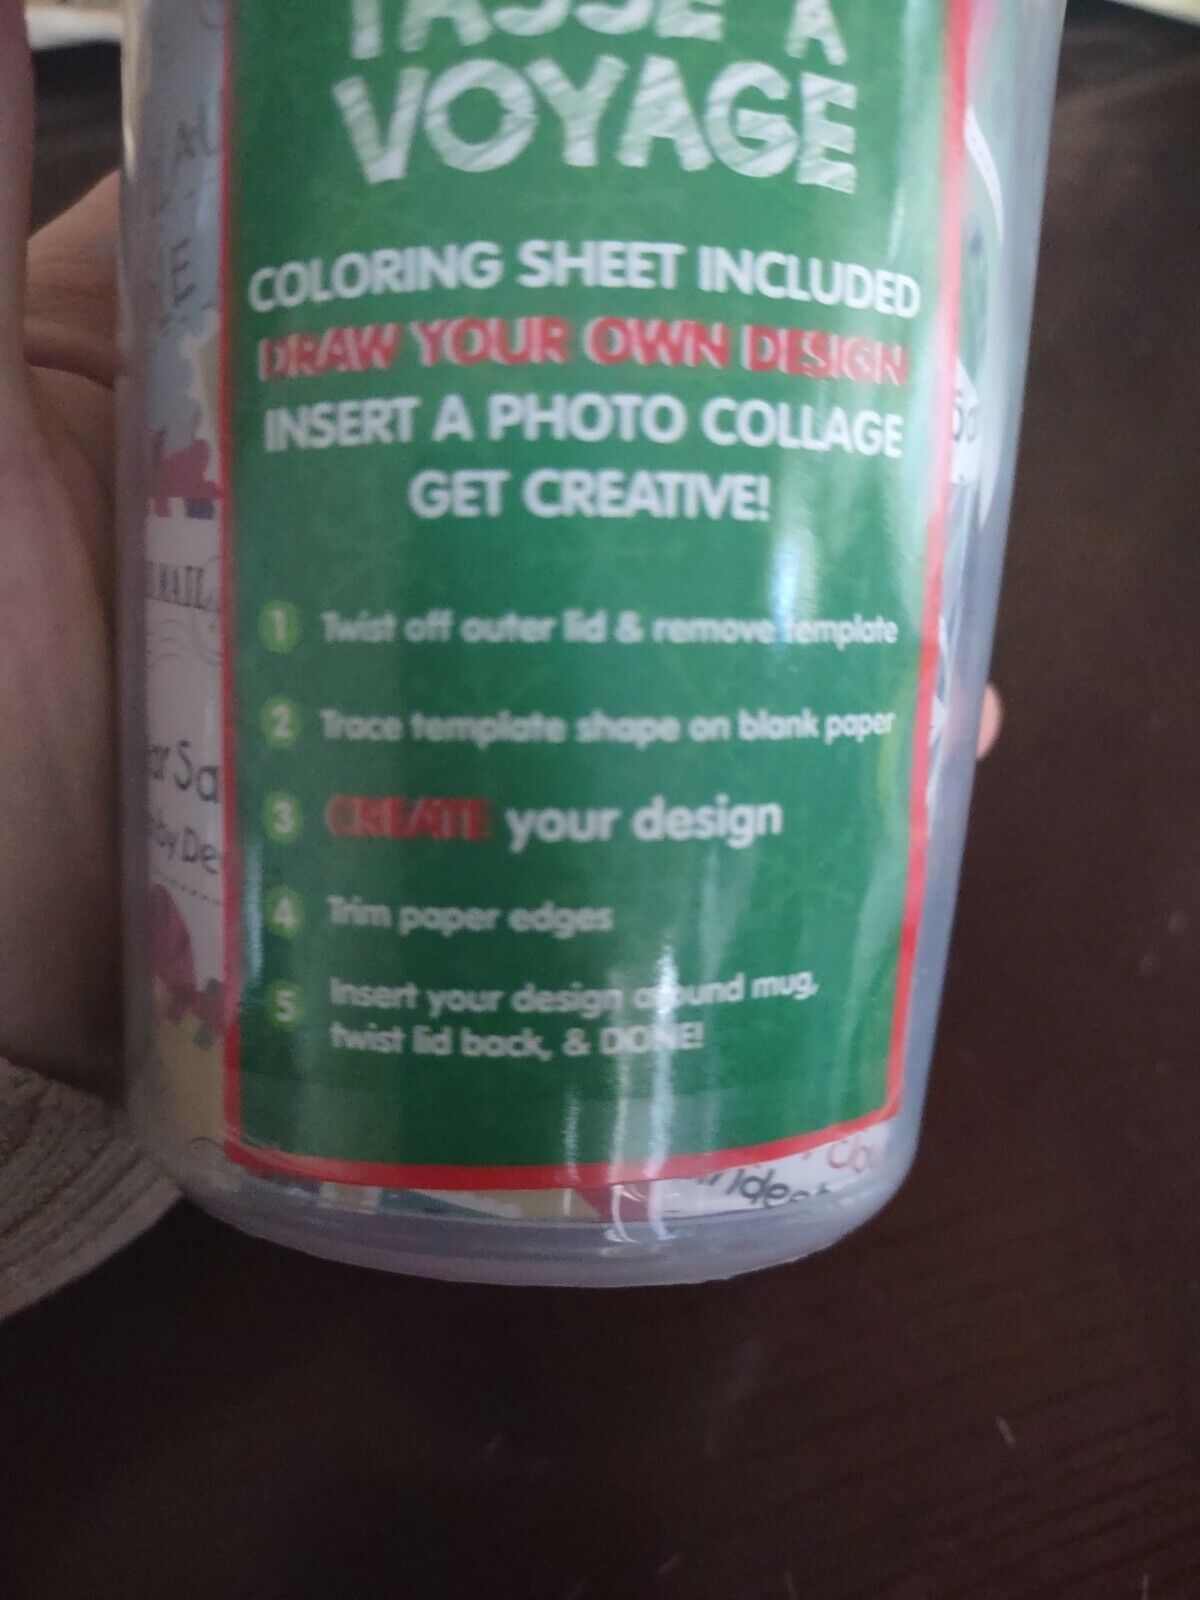 TASSE À
VOYAGE
COLORING SHEET INCLUDED
DRAW YOUR OWN DESIGN
INSERT A PHOTO COLLAGE
GET CREATIVE!
1 Twist off outer lid & remove template
2 Trace template shape on blank paper
3 CREATE your design
4 Trim paper edges
5 Insert your design around mug,
twist lid back, & DONE!